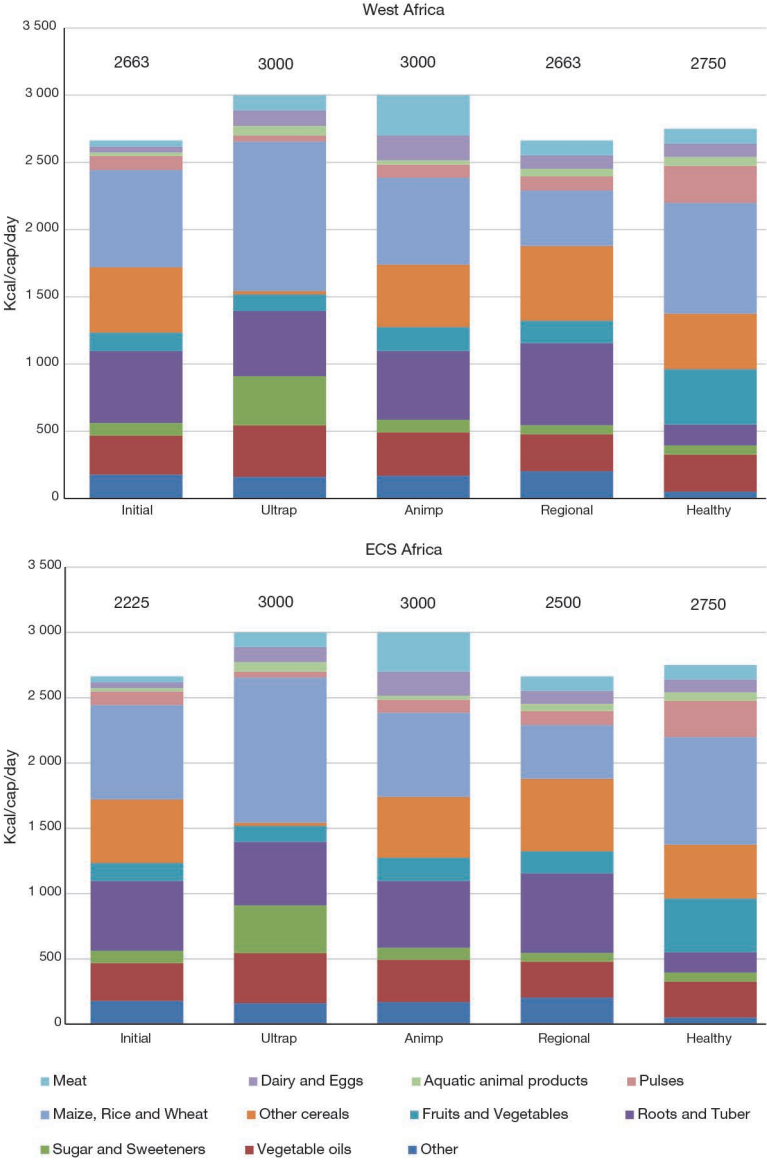 West Africa
3 500
3 000
2 500
2 000
1 500
1 000
500
0
Kcal/cap/day
2663 3000 3000 2663 2750
Initial Ultrap Animp Regional Healthy
ECS Africa
3 500
3 000
2 500
2 000
1 500
1 000
500
0
Kcal/cap/day
2225 3000 3000 2500 2750
Initial Ultrap Animp Regional Healthy
Meat Dairy and Eggs Aquatic animal products Pulses
Maize, Rice and Wheat Other cereals Fruits and Vegetables Roots and Tuber
Sugar and Sweeteners Vegetable oils Other